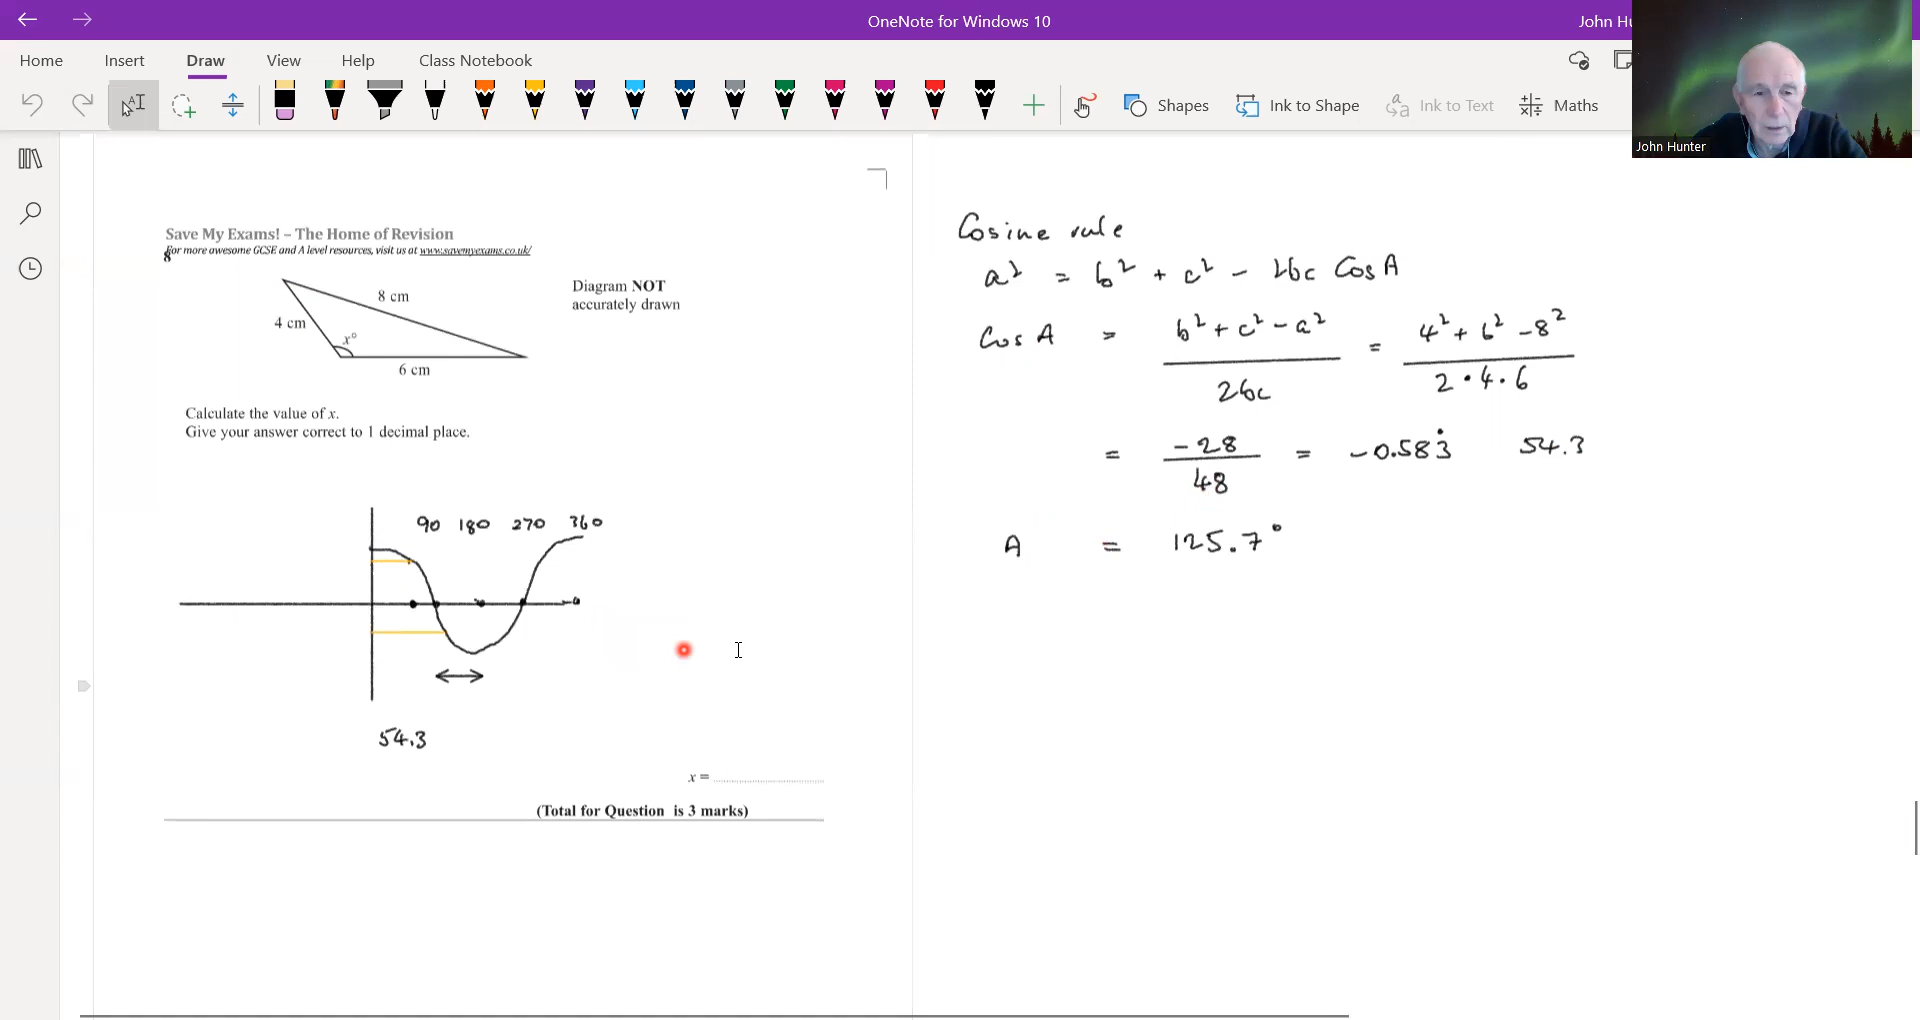 OneNote for Windows 10
John Hu
Home Insert Draw View Help Class Notebook
Shapes Ink to Shape Ink to Text Maths
John Hunter
Save My Exams! – The Home of Revision
For more awesome GCSE and A level resources, visit us at www.savemyexams.co.uk/
8
8 cm
4 cm
x°
6 cm
Diagram NOT
accurately drawn
Calculate the value of x.
Give your answer correct to 1 decimal place.
90 180 270 360
54.3
x =
(Total for Question is 3 marks)
Cosine rule
a² = b² + c² - 2bc Cos A
Cos A = b² + c² - a² / 2bc = 4² + 6² - 8² / 2 · 4 · 6
= -28 / 48 = -0.583̇ 54.3
A = 125.7°